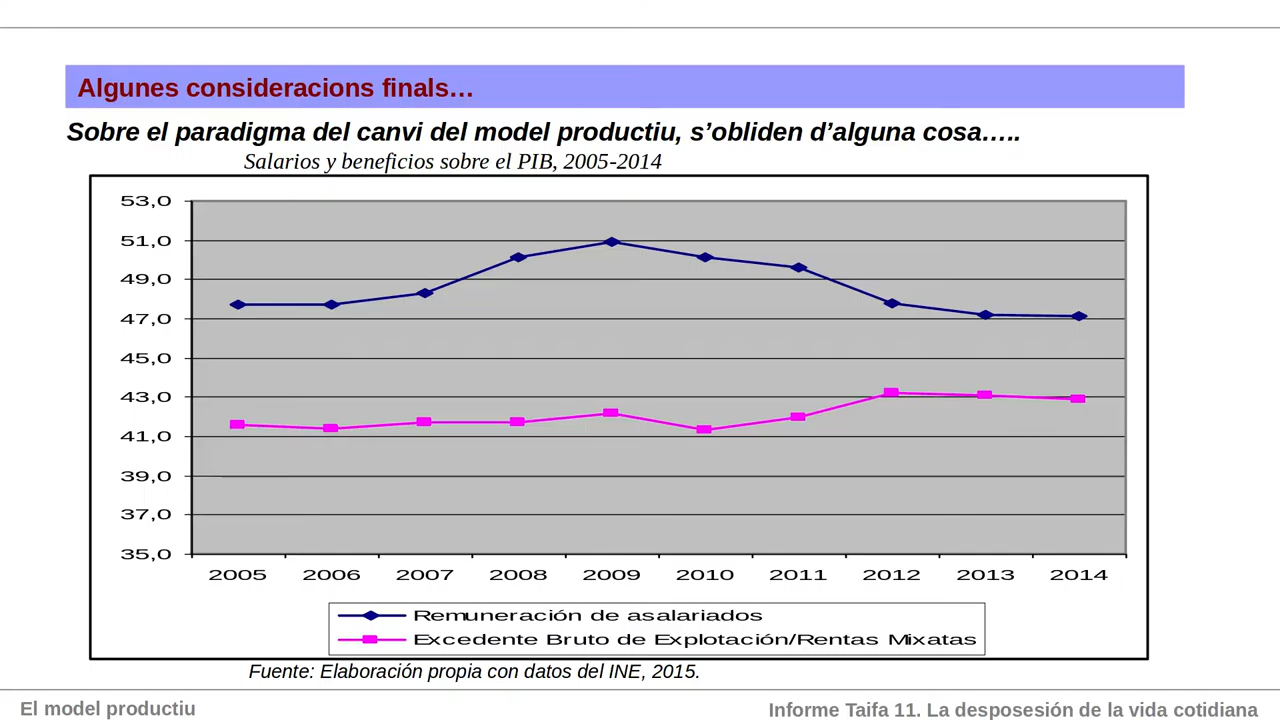 Algunes consideracions finals…
Sobre el paradigma del canvi del model productiu, s’obliden d’alguna cosa…..
Salarios y beneficios sobre el PIB, 2005-2014
53,0
51,0
49,0
47,0
45,0
43,0
41,0
39,0
37,0
35,0
2005 2006 2007 2008 2009 2010 2011 2012 2013 2014
Remuneración de asalariados
Excedente Bruto de Explotación/Rentas Mixatas
Fuente: Elaboración propia con datos del INE, 2015.
El model productiu
Informe Taifa 11. La desposesión de la vida cotidiana